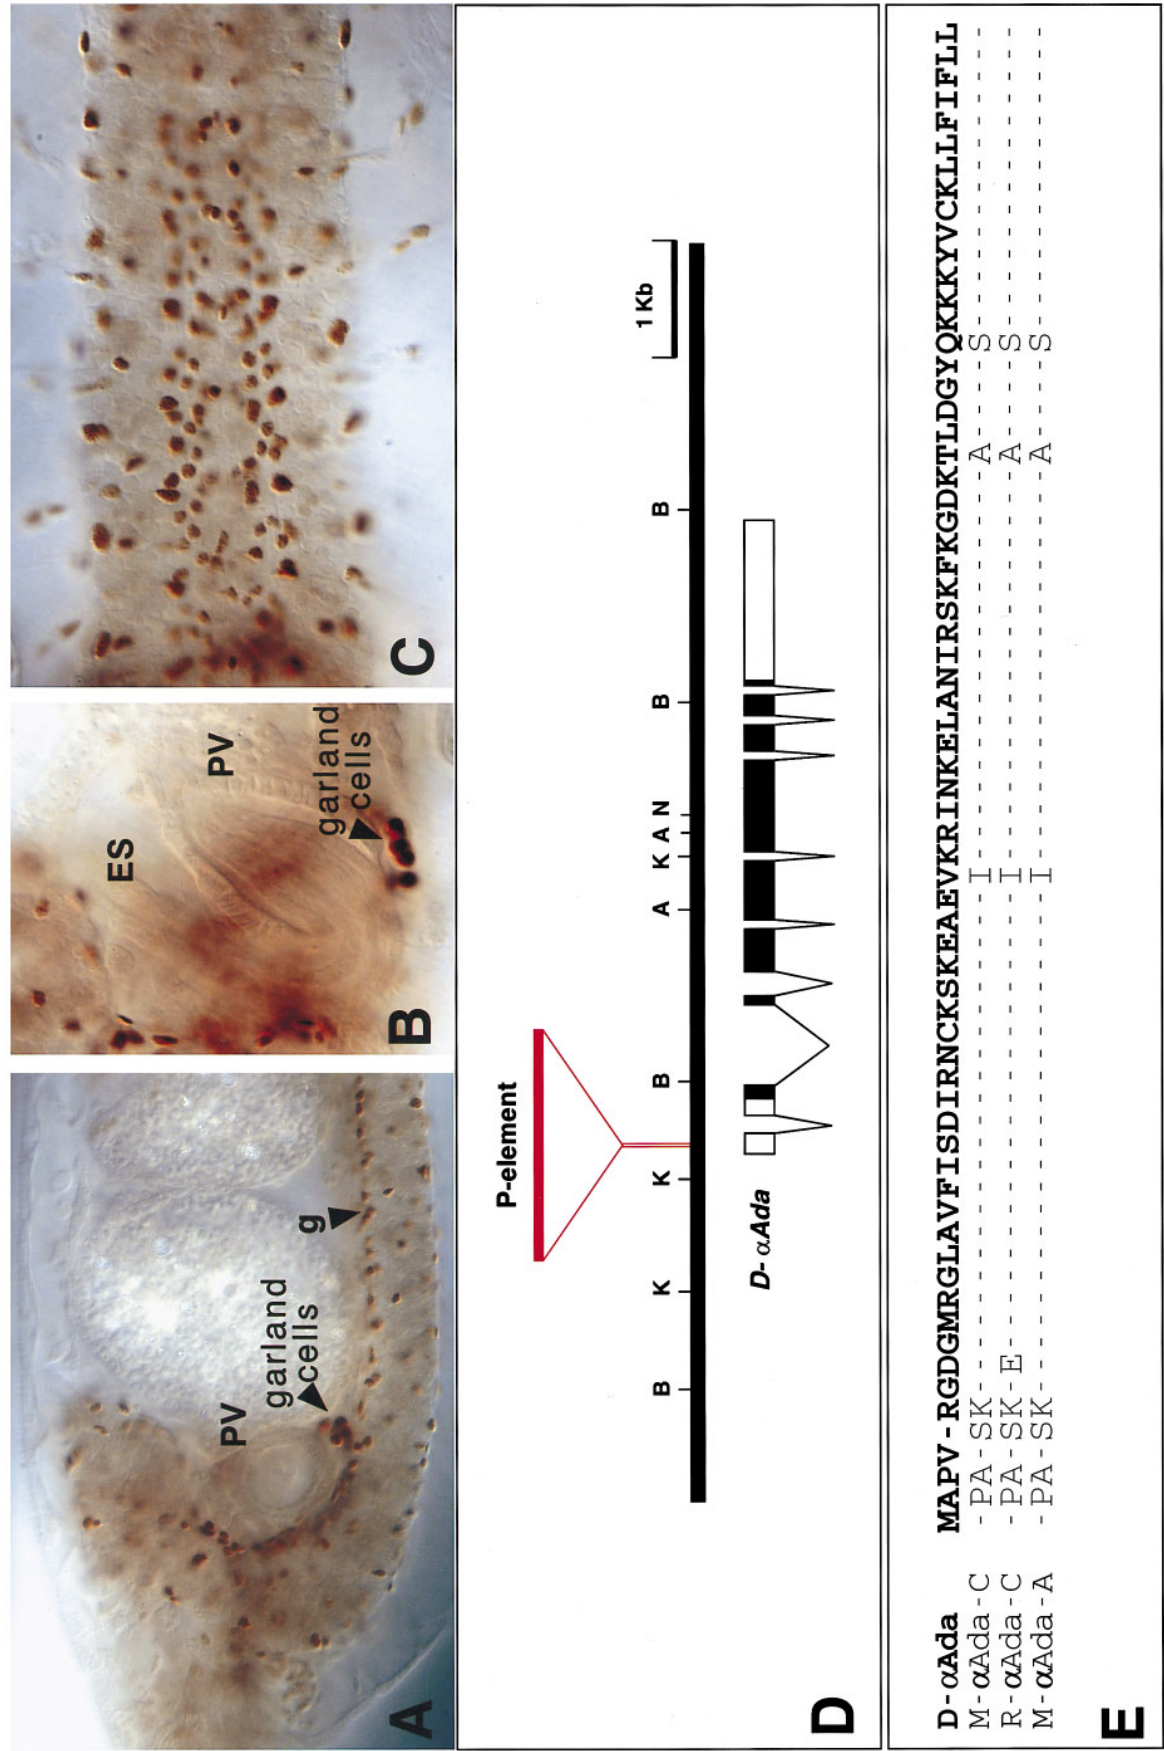 A
PV
garland
cells
g
B
ES
PV
garland
cells
C
D
P-element
1 Kb
B K K B A K A N B B
D-αAda
E
D-αAda MAPV-RGDGMRGLAVFISDIRNCKSKEAEVKRINKELANIRSKFKGDKTLDGYQKKKYVCKLLFIFLL
M-αAda-C -PA-SK-----------------------I------------------A----S--------------
R-αAda-C -PA-SK-E---------------------I------------------A----S--------------
M-αAda-A -PA-SK-----------------------I------------------A----S--------------